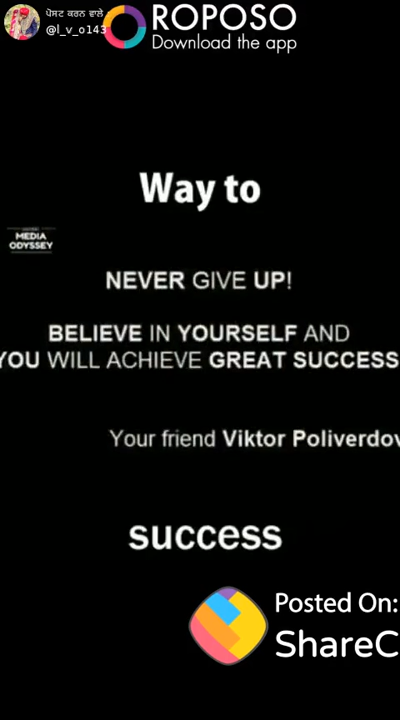 ਪੋਸਟ ਕਰਨ ਵਾਲੇ
@l_v_o143
ROPOSO
Download the app
Way to
MEDIA
ODYSSEY
NEVER GIVE UP!
BELIEVE IN YOURSELF AND
YOU WILL ACHIEVE GREAT SUCCESS
Your friend Viktor Poliverdov
success
Posted On:
ShareC